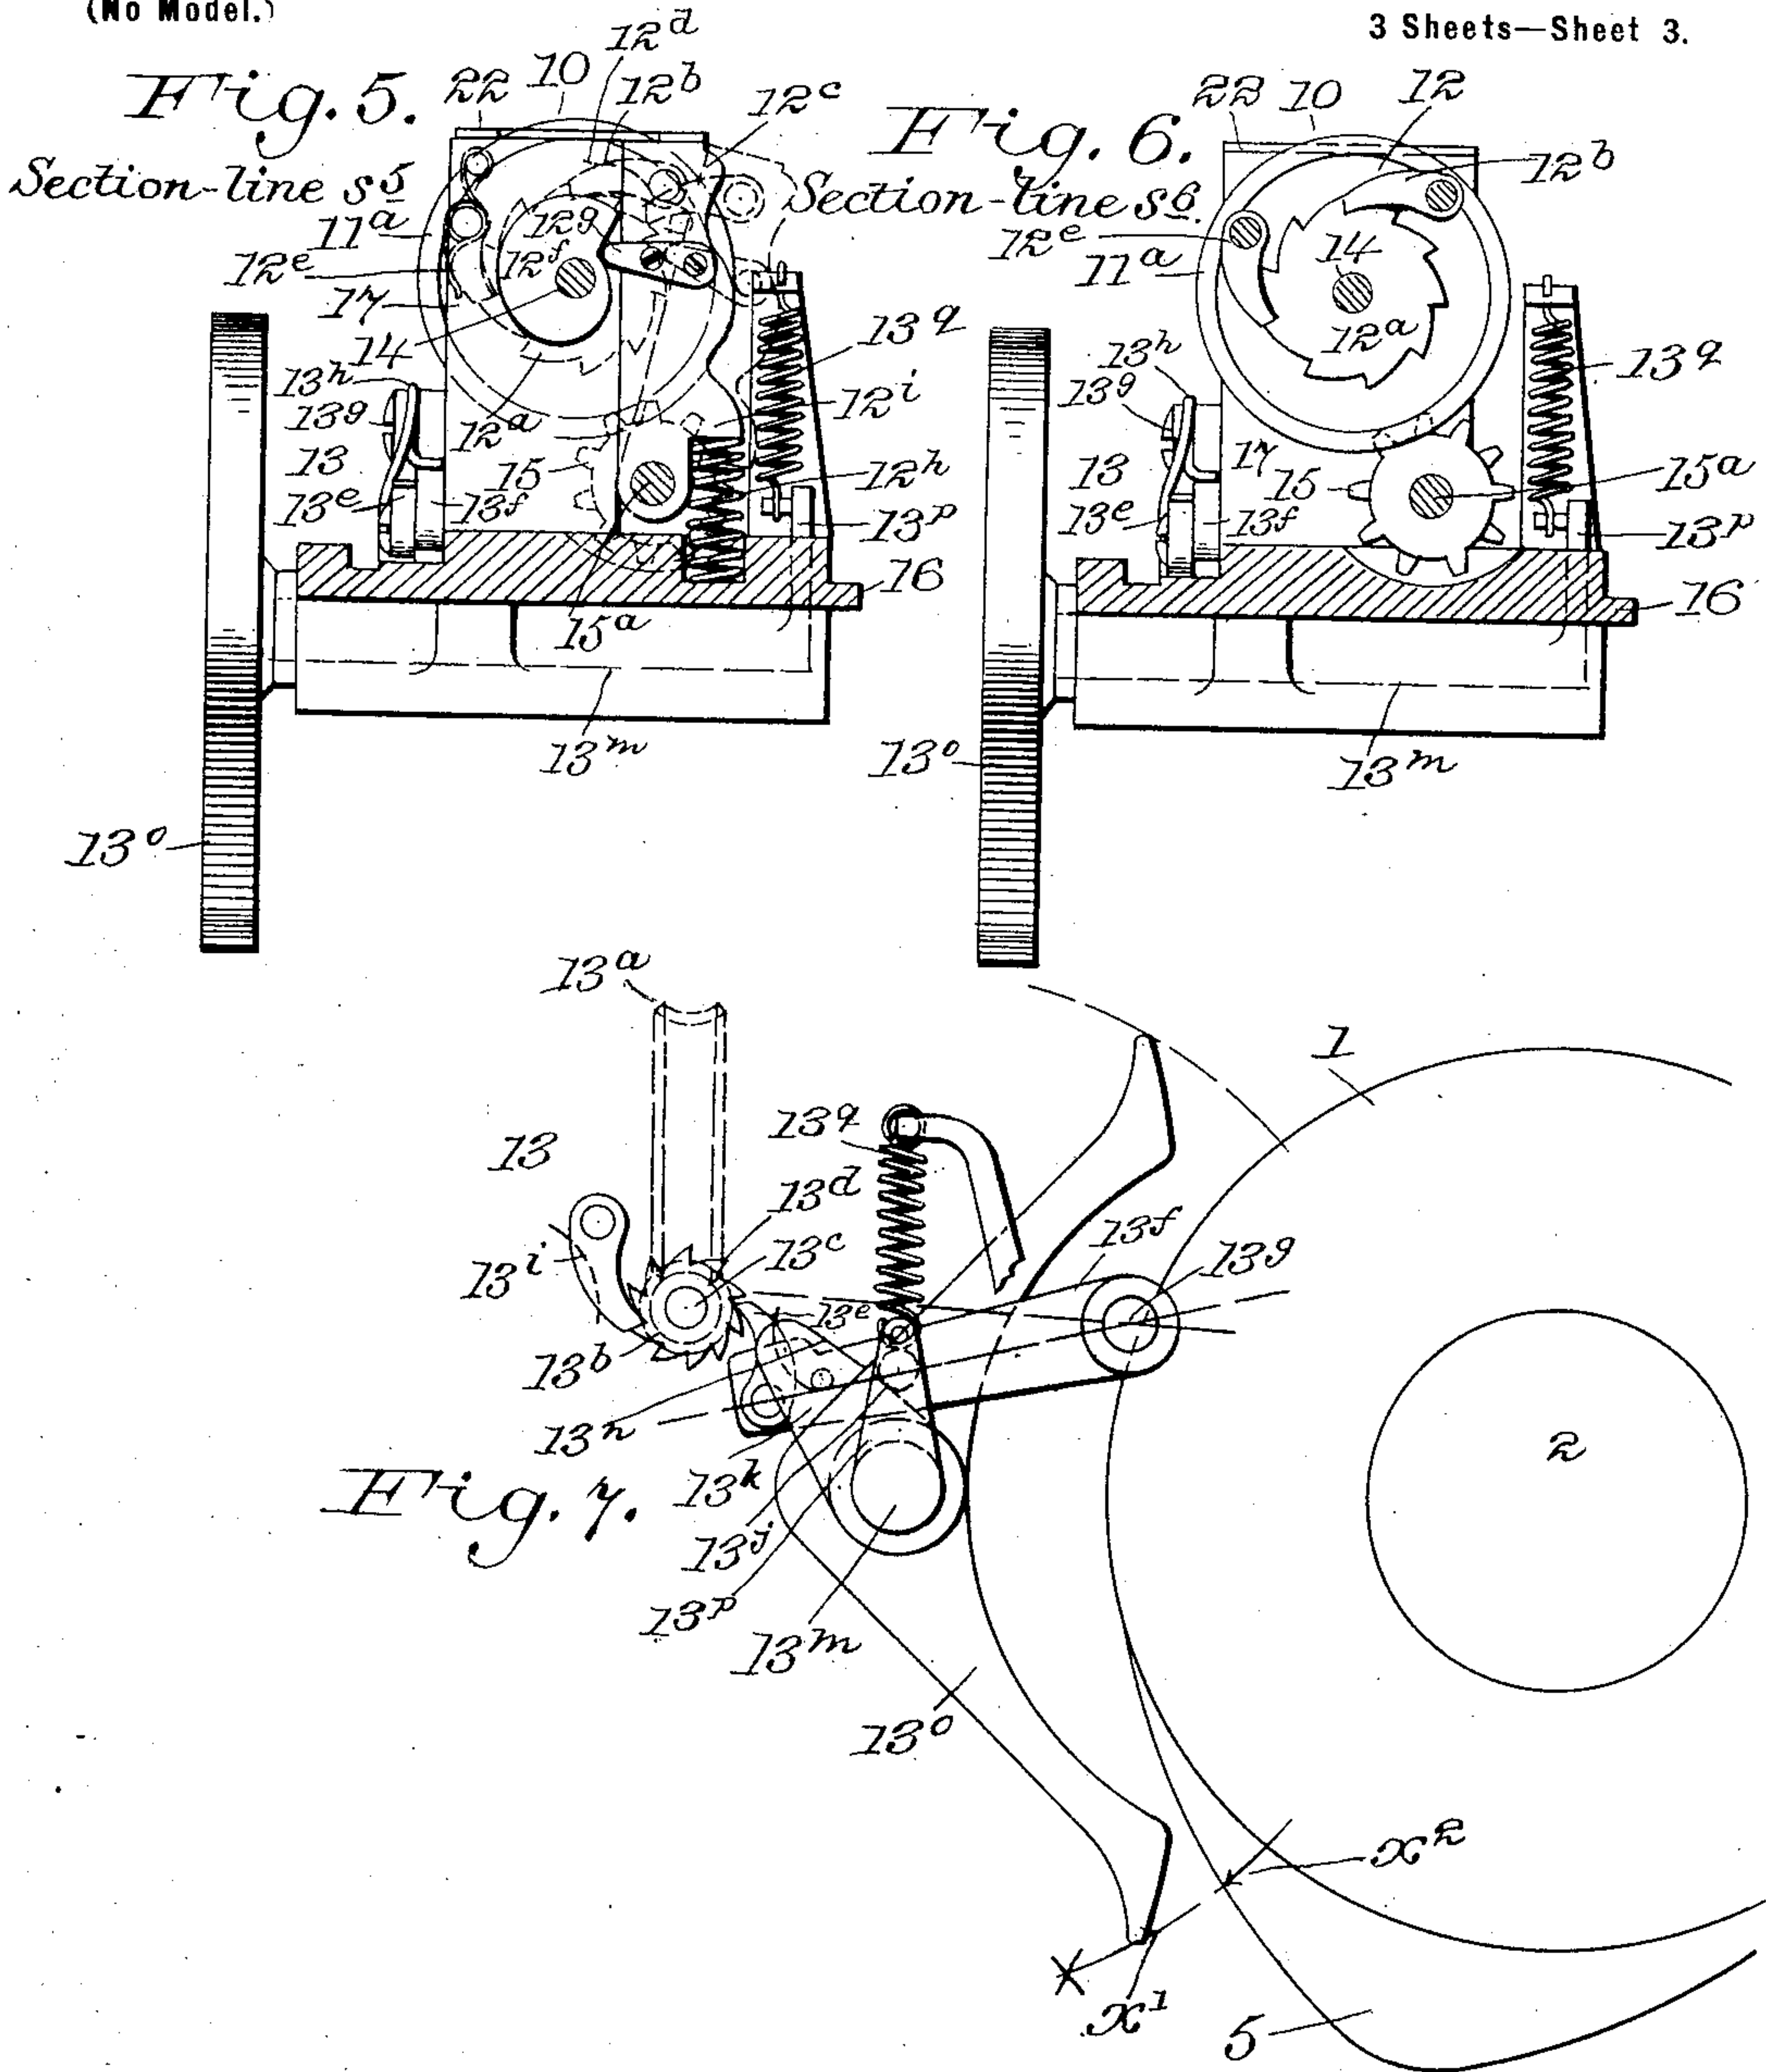 (No Model.)
3 Sheets—Sheet 3.
Fig. 5.
Section-line s5
22
10
12d
12b
12c
11a
12e
17
14
12g
12f
13h
13g
13
13e
13f
12a
15
12i
12h
13q
13p
16
15a
13m
13o
Fig. 6.
Section-line s6.
22
10
12
12b
12e
11a
14
12a
13h
13g
13
13e
13f
17
15
15a
13q
13p
16
13m
13o
13a
13
13i
13b
13d
13c
13q
13e
13f
13g
13n
13k
13j
13p
13m
13o
1
2
x2
x1
5
Fig. 7.